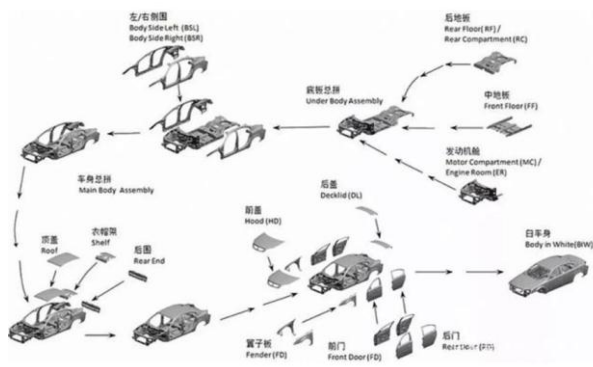 左/右侧围
Body Side Left (BSL)
Body Side Right (BSR)
后地板
Rear Floor(RF)/
Rear Compartment (RC)
底板总拼
Under Body Assembly
中地板
Front Floor (FF)
发动机舱
Motor Compartment (MC) /
Engine Room (ER)
车身总拼
Main Body Assembly
后盖
Decklid (DL)
前盖
Hood (HD)
白车身
Body in White(BIW)
顶盖
Roof
衣帽架
Shelf
后围
Rear End
翼子板
Fender (FD)
前门
Front Door (FD)
后门